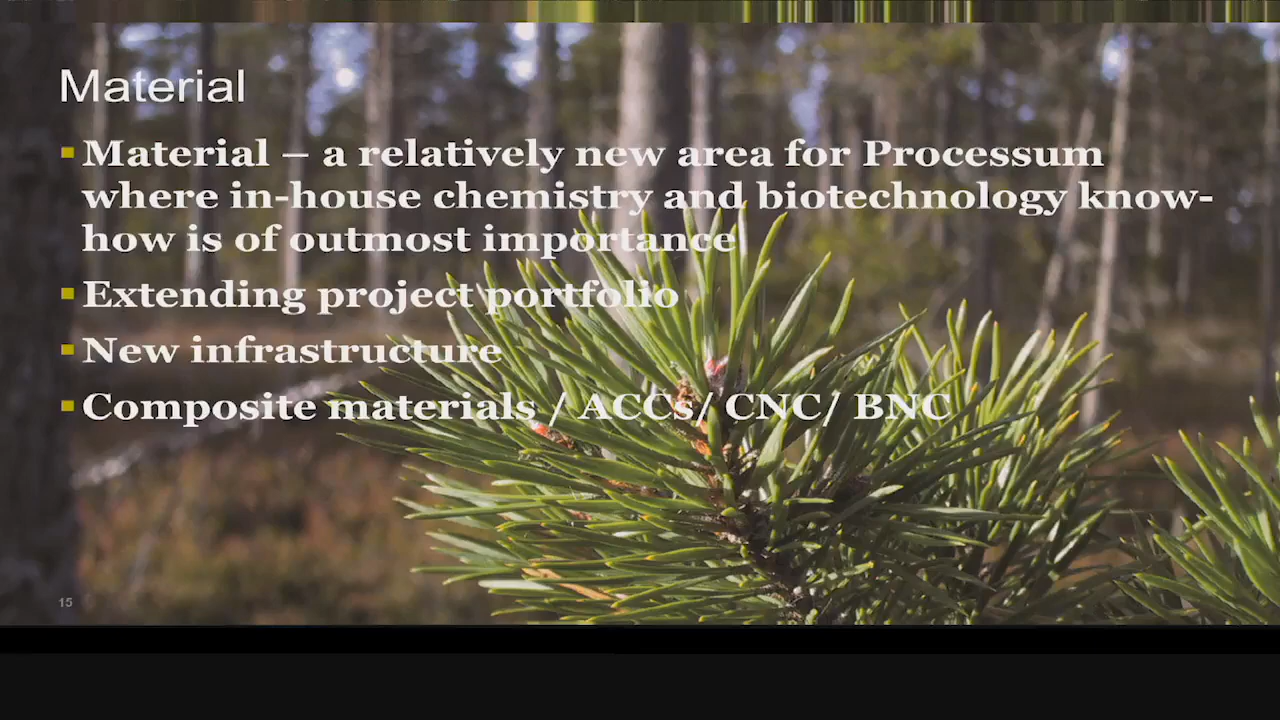 Material
▪ Material – a relatively new area for Processum
where in-house chemistry and biotechnology know-
how is of outmost importance
▪ Extending project portfolio
▪ New infrastructure
▪ Composite materials / ACCs/ CNC/ BNC
15